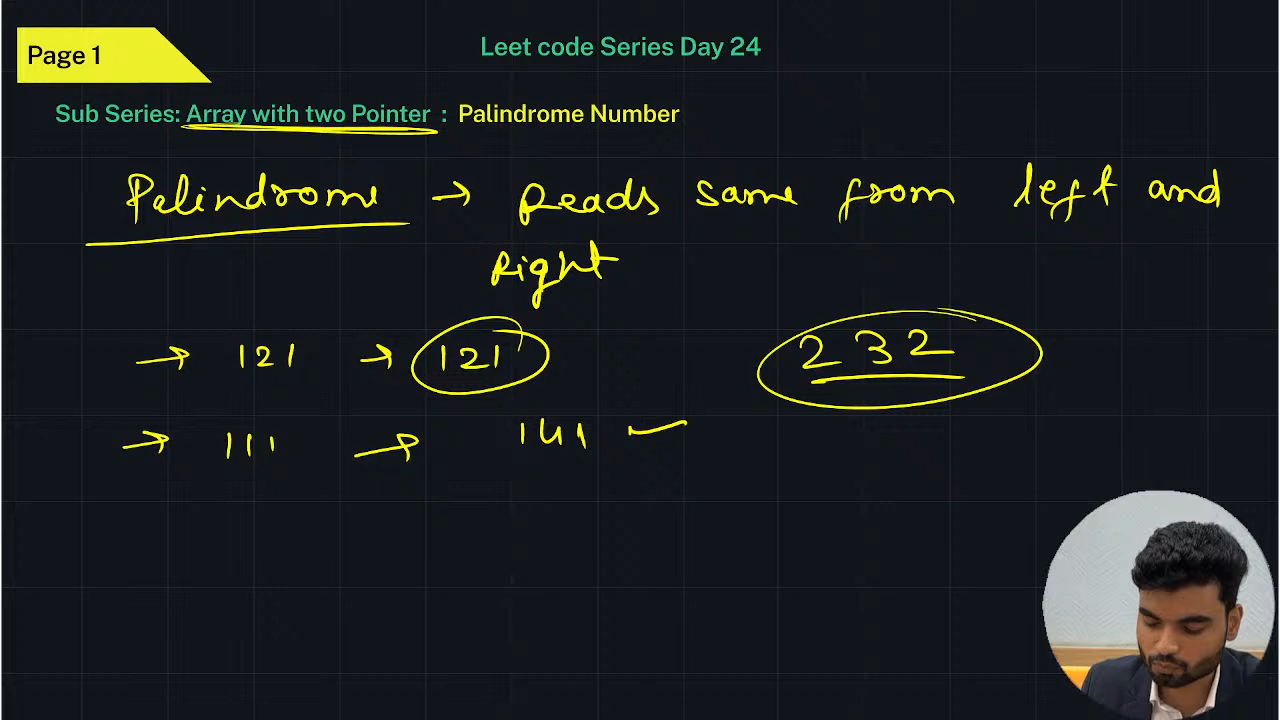 Page 1
Leet code Series Day 24
Sub Series: Array with two Pointer : Palindrome Number
Palindrome → Reads same from left and
Right
→ 121 → 121 232
→ 111 → 141